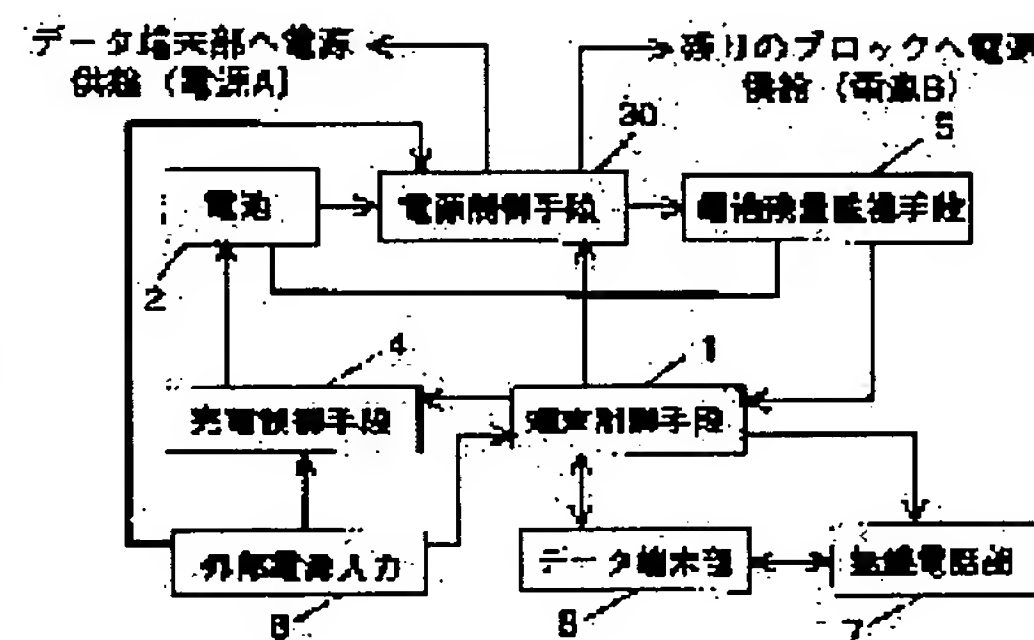 データ端末部へ電源
供給 (電源A)
残りのブロックへ電源
供給 (電源B)
30
5
電池
電源制御手段
電池残量監視手段
2
4
1
充電制御手段
制御手段
外部電源入力
データ端末部
無線電話部
7